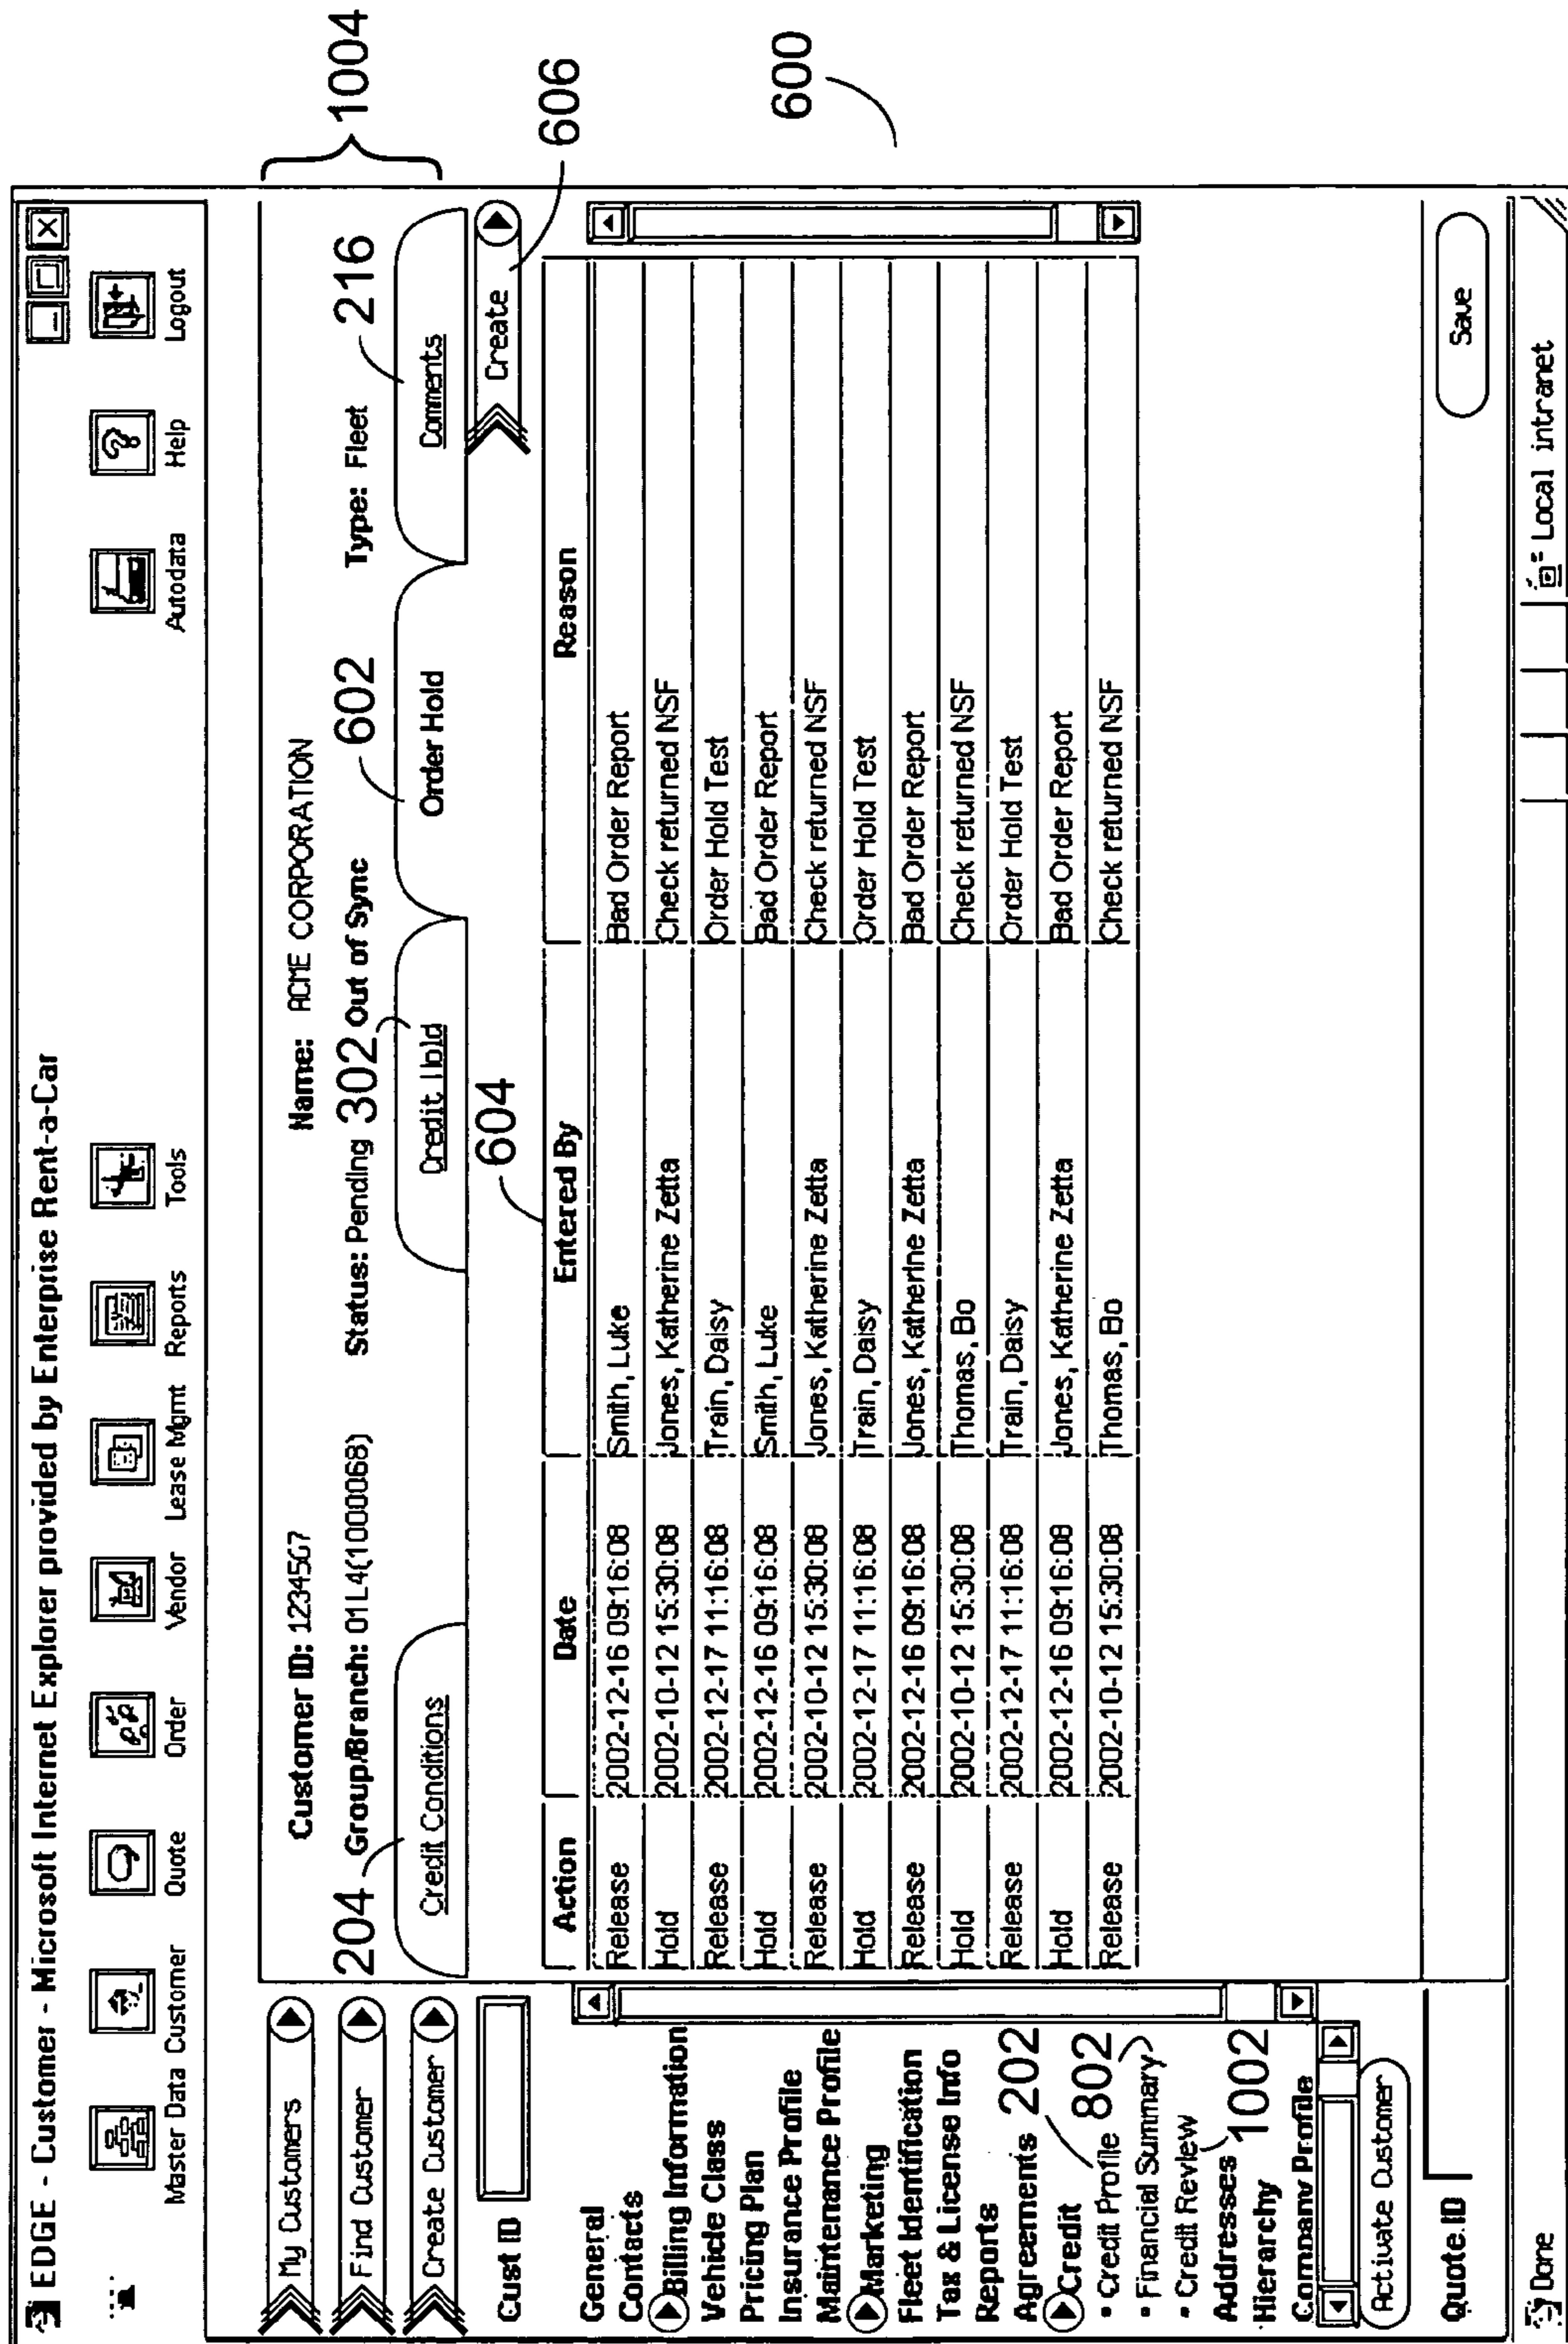 EDGE - Customer - Microsoft Internet Explorer provided by Enterprise Rent-a-Car
Master Data Customer Quote Order Vendor Lease Mgmt Reports Tools Autodata Help Logout
My Customers
Find Customer
Create Customer
Cust ID
General
Contacts
Billing Information
Vehicle Class
Pricing Plan
Insurance Profile
Maintenance Profile
Marketing
Fleet Identification
Tax & License Info
Reports
Agreements 202
Credit
• Credit Profile 802
• Financial Summary
• Credit Review
Addresses 1002
Hierarchy
Company Profile
Activate Customer
Quote ID
Customer ID: 1234567 Name: ACME CORPORATION
204 Group/Branch: 01L4(1000068) Status: Pending 302 Out of Sync 602 Type: Fleet 216
1004
Credit Conditions Credit Hold Order Hold Comments
604
Create 606
Action Date Entered By Reason
Release 2002-12-16 09:16:08 Smith, Luke Bad Order Report
Hold 2002-10-12 15:30:08 Jones, Katherine Zetta Check returned NSF
Release 2002-12-17 11:16:08 Train, Daisy Order Hold Test
Hold 2002-12-16 09:16:08 Smith, Luke Bad Order Report
Release 2002-10-12 15:30:08 Jones, Katherine Zetta Check returned NSF
Hold 2002-12-17 11:16:08 Train, Daisy Order Hold Test
Release 2002-12-16 09:16:08 Jones, Katherine Zetta Bad Order Report
Hold 2002-10-12 15:30:08 Thomas, Bo Check returned NSF
Release 2002-12-17 11:16:08 Train, Daisy Order Hold Test
Hold 2002-12-16 09:16:08 Jones, Katherine Zetta Bad Order Report
Release 2002-10-12 15:30:08 Thomas, Bo Check returned NSF
600
Save
Done Local intranet